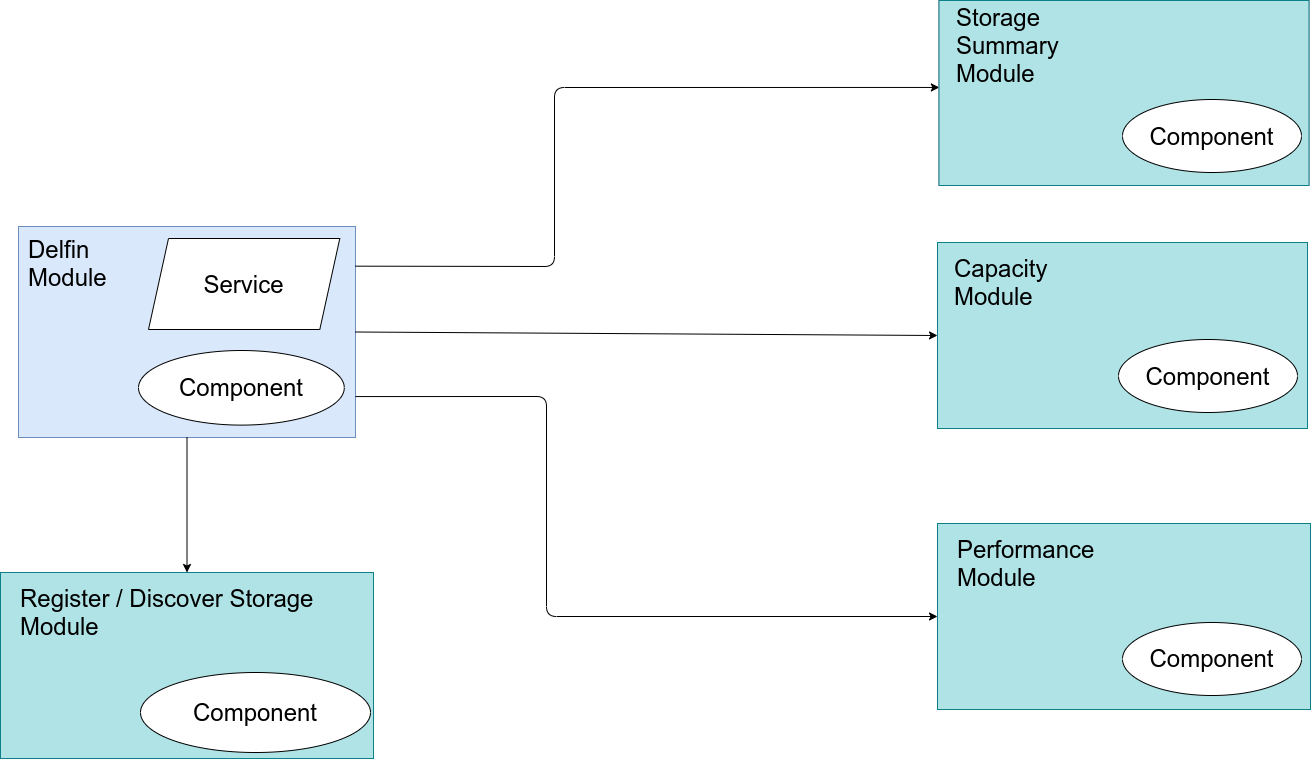 Storage
Summary
Module
Component
Delfin
Module
Service
Component
Capacity
Module
Component
Performance
Module
Component
Register / Discover Storage
Module
Component